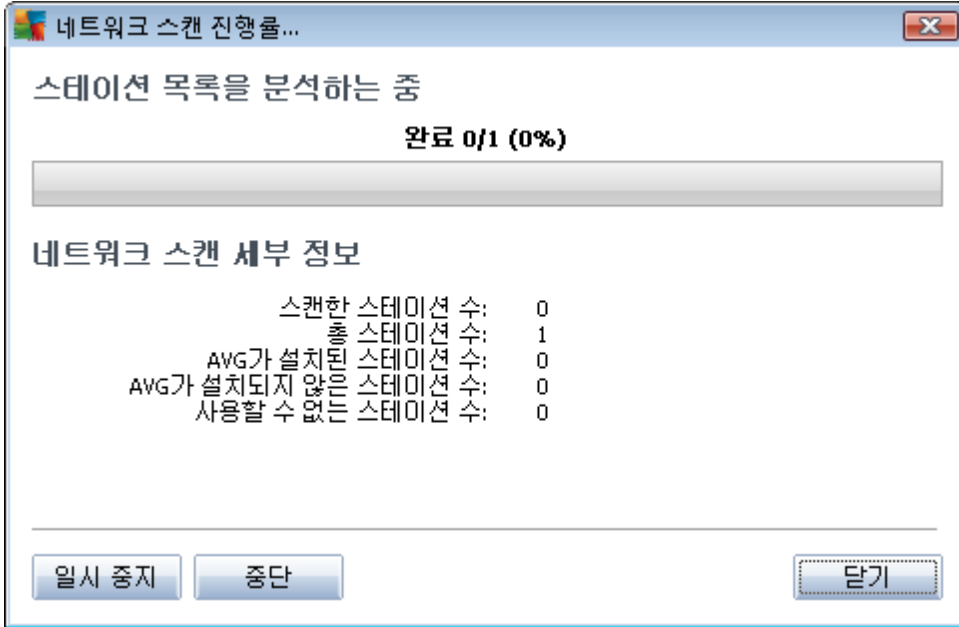 네트워크 스캔 진행률...
스테이션 목록을 분석하는 중
완료 0/1 (0%)
네트워크 스캔 세부 정보
스캔한 스테이션 수: 0
총 스테이션 수: 1
AVG가 설치된 스테이션 수: 0
AVG가 설치되지 않은 스테이션 수: 0
사용할 수 없는 스테이션 수: 0
일시 중지 중단 닫기